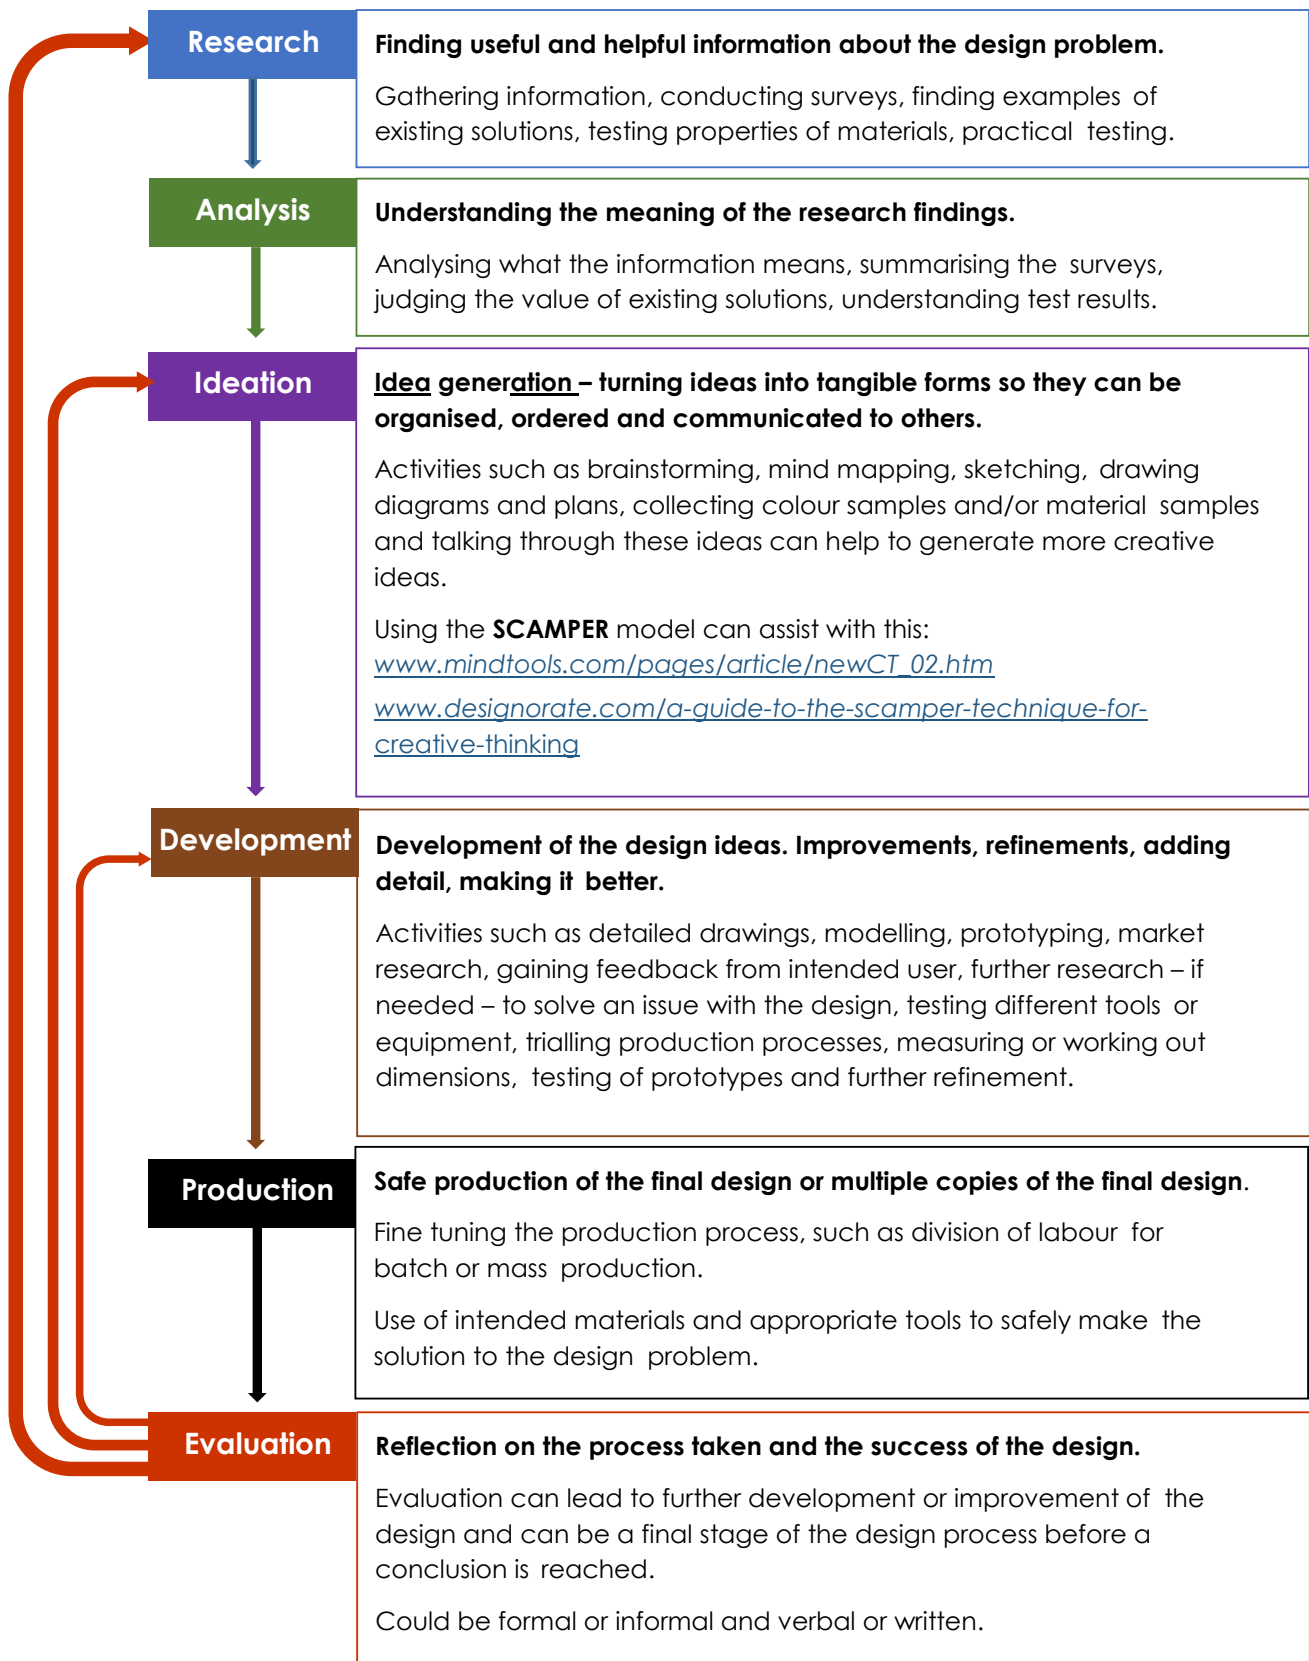 Research
Finding useful and helpful information about the design problem.
Gathering information, conducting surveys, finding examples of
existing solutions, testing properties of materials, practical testing.
Analysis
Understanding the meaning of the research findings.
Analysing what the information means, summarising the surveys,
judging the value of existing solutions, understanding test results.
Ideation
Idea generation – turning ideas into tangible forms so they can be
organised, ordered and communicated to others.
Activities such as brainstorming, mind mapping, sketching, drawing
diagrams and plans, collecting colour samples and/or material samples
and talking through these ideas can help to generate more creative
ideas.
Using the SCAMPER model can assist with this:
www.mindtools.com/pages/article/newCT_02.htm
www.designorate.com/a-guide-to-the-scamper-technique-for-
creative-thinking
Development
Development of the design ideas. Improvements, refinements, adding
detail, making it better.
Activities such as detailed drawings, modelling, prototyping, market
research, gaining feedback from intended user, further research – if
needed – to solve an issue with the design, testing different tools or
equipment, trialling production processes, measuring or working out
dimensions, testing of prototypes and further refinement.
Production
Safe production of the final design or multiple copies of the final design.
Fine tuning the production process, such as division of labour for
batch or mass production.
Use of intended materials and appropriate tools to safely make the
solution to the design problem.
Evaluation
Reflection on the process taken and the success of the design.
Evaluation can lead to further development or improvement of the
design and can be a final stage of the design process before a
conclusion is reached.
Could be formal or informal and verbal or written.